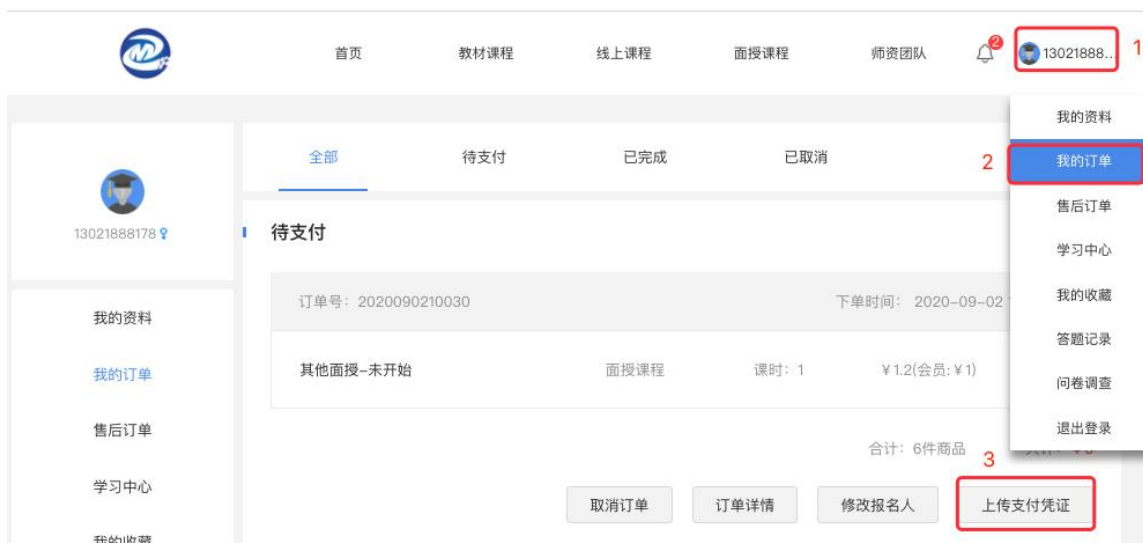 首页 教材课程 线上课程 面授课程 师资团队 2 13021888.. 1
我的资料
2 我的订单
售后订单
学习中心
我的收藏
答题记录
问卷调查
退出登录
全部 待支付 已完成 已取消
13021888178
我的资料
我的订单
售后订单
学习中心
我的收藏
待支付
订单号: 2020090210030 下单时间: 2020-09-02
其他面授-未开始 面授课程 课时: 1 ¥1.2(会员:¥1)
合计: 6件商品
3
取消订单 订单详情 修改报名人 上传支付凭证